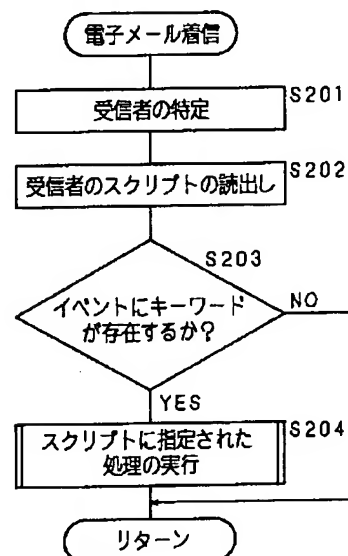 電子メール着信
受信者の特定
S201
受信者のスクリプトの読出し
S202
S203
イベントにキーワード
が存在するか?
NO
YES
スクリプトに指定された
処理の実行
S204
リターン